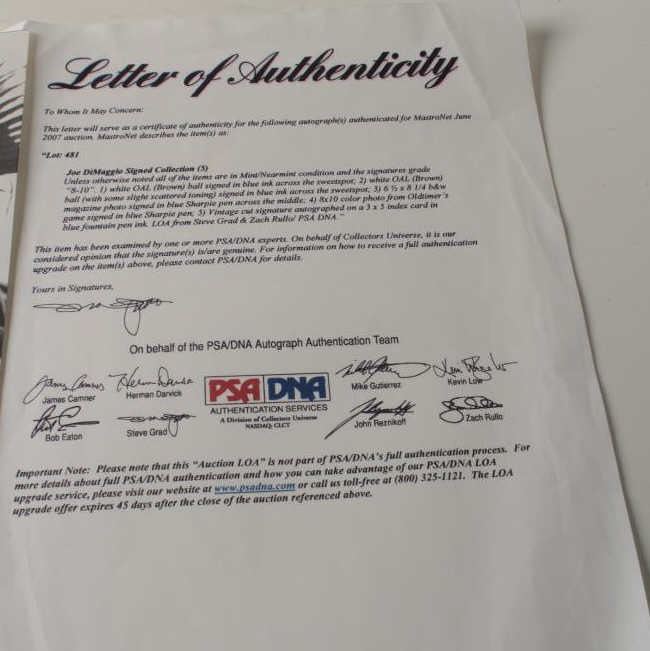 Letter of Authenticity
To Whom It May Concern:
This letter will serve as a certificate of authenticity for the following autograph(s) authenticated for MastroNet June
2007 auction. MastroNet describes the item(s) as:
"Lot: 481
Joe DiMaggio Signed Collection (5)
Unless otherwise noted all of the items are in Mint/Nearmint condition and the signatures grade
"8-10". 1) white OAL (Brown) ball signed in blue ink across the sweetspot; 2) white OAL (Brown)
ball (with some slight scattered toning) signed in blue ink across the sweetspot; 3) 6 ½ x 8 1/4 b&w
magazine photo signed in blue Sharpie pen across the middle; 4) 8x10 color photo from Oldtimer's
game signed in blue Sharpie pen; 5) Vintage cut signature autographed on a 3 x 5 index card in
blue fountain pen ink. LOA from Steve Grad & Zach Rullo/ PSA DNA."
This item has been examined by one or more PSA/DNA experts. On behalf of Collectors Universe, it is our
considered opinion that the signature(s) is/are genuine. For information on how to receive a full authentication
upgrade on the item(s) above, please contact PSA/DNA for details.
Yours in Signatures,
On behalf of the PSA/DNA Autograph Authentication Team
James Camner
Herman Darvick
Mike Gutierrez
Kevin Low
James Camner
Herman Darvick
PSA DNA
AUTHENTICATION SERVICES
A Division of Collectors Universe
NASDAQ: CLCT
Bob Eaton
Steve Grad
John Reznikoff
Zach Rullo
Important Note: Please note that this "Auction LOA" is not part of PSA/DNA's full authentication process. For
more details about full PSA/DNA authentication and how you can take advantage of our PSA/DNA LOA
upgrade service, please visit our website at www.psadna.com or call us toll-free at (800) 325-1121. The LOA
upgrade offer expires 45 days after the close of the auction referenced above.